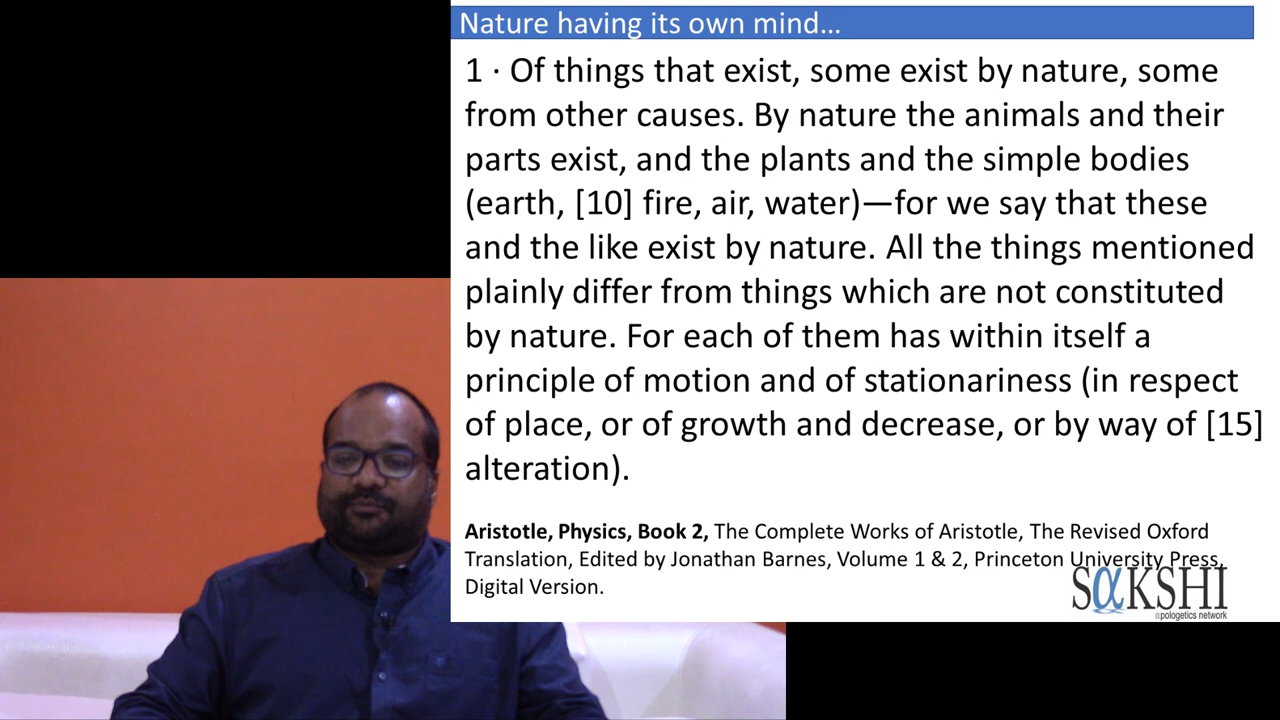 Nature having its own mind...
1 · Of things that exist, some exist by nature, some
from other causes. By nature the animals and their
parts exist, and the plants and the simple bodies
(earth, [10] fire, air, water)—for we say that these
and the like exist by nature. All the things mentioned
plainly differ from things which are not constituted
by nature. For each of them has within itself a
principle of motion and of stationariness (in respect
of place, or of growth and decrease, or by way of [15]
alteration).
Aristotle, Physics, Book 2, The Complete Works of Aristotle, The Revised Oxford
Translation, Edited by Jonathan Barnes, Volume 1 & 2, Princeton University Press,
Digital Version.
SαKSHI
αpologetics network